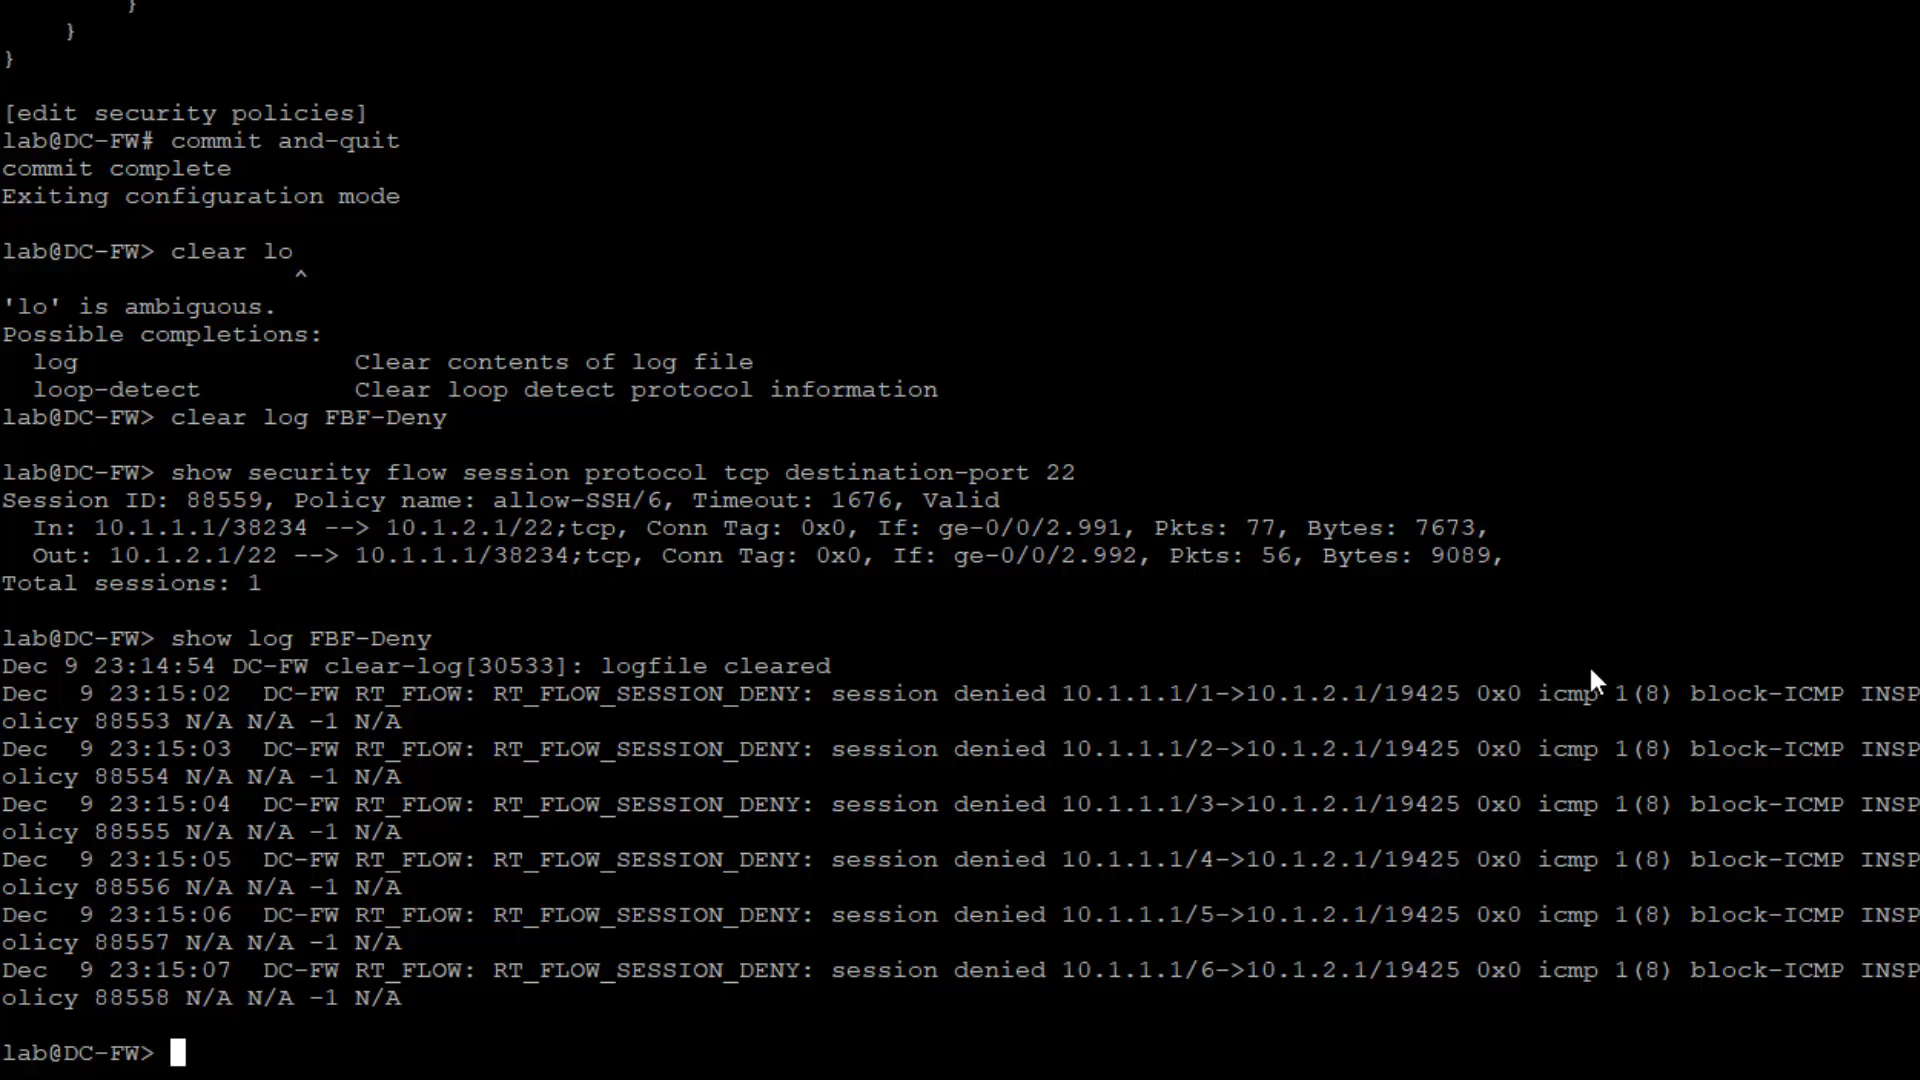 }
}
}
[edit security policies]
lab@DC-FW# commit and-quit
commit complete
Exiting configuration mode
lab@DC-FW> clear lo
^
'lo' is ambiguous.
Possible completions:
log Clear contents of log file
loop-detect Clear loop detect protocol information
lab@DC-FW> clear log FBF-Deny
lab@DC-FW> show security flow session protocol tcp destination-port 22
Session ID: 88559, Policy name: allow-SSH/6, Timeout: 1676, Valid
In: 10.1.1.1/38234 --> 10.1.2.1/22;tcp, Conn Tag: 0x0, If: ge-0/0/2.991, Pkts: 77, Bytes: 7673,
Out: 10.1.2.1/22 --> 10.1.1.1/38234;tcp, Conn Tag: 0x0, If: ge-0/0/2.992, Pkts: 56, Bytes: 9089,
Total sessions: 1
lab@DC-FW> show log FBF-Deny
Dec 9 23:14:54 DC-FW clear-log[30533]: logfile cleared
Dec  9 23:15:02  DC-FW RT_FLOW: RT_FLOW_SESSION_DENY: session denied 10.1.1.1/1->10.1.2.1/19425 0x0 icmp 1(8) block-ICMP INSP
olicy 88553 N/A N/A -1 N/A
Dec  9 23:15:03  DC-FW RT_FLOW: RT_FLOW_SESSION_DENY: session denied 10.1.1.1/2->10.1.2.1/19425 0x0 icmp 1(8) block-ICMP INSP
olicy 88554 N/A N/A -1 N/A
Dec  9 23:15:04  DC-FW RT_FLOW: RT_FLOW_SESSION_DENY: session denied 10.1.1.1/3->10.1.2.1/19425 0x0 icmp 1(8) block-ICMP INSP
olicy 88555 N/A N/A -1 N/A
Dec  9 23:15:05  DC-FW RT_FLOW: RT_FLOW_SESSION_DENY: session denied 10.1.1.1/4->10.1.2.1/19425 0x0 icmp 1(8) block-ICMP INSP
olicy 88556 N/A N/A -1 N/A
Dec  9 23:15:06  DC-FW RT_FLOW: RT_FLOW_SESSION_DENY: session denied 10.1.1.1/5->10.1.2.1/19425 0x0 icmp 1(8) block-ICMP INSP
olicy 88557 N/A N/A -1 N/A
Dec  9 23:15:07  DC-FW RT_FLOW: RT_FLOW_SESSION_DENY: session denied 10.1.1.1/6->10.1.2.1/19425 0x0 icmp 1(8) block-ICMP INSP
olicy 88558 N/A N/A -1 N/A
lab@DC-FW>